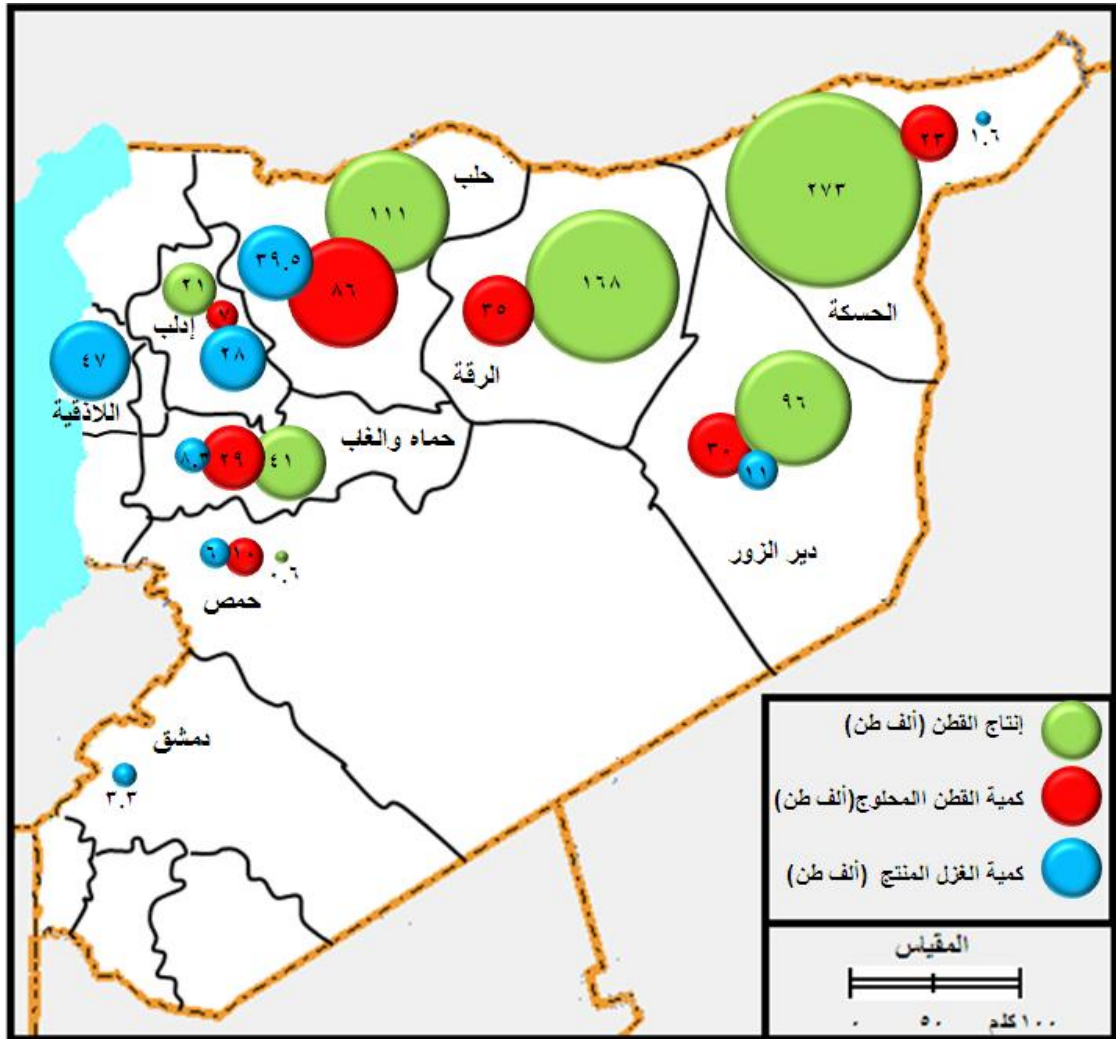 ١.٦
٢٣
٢٧٣
حلب
١١١
٣٩.٥
٨٦
١٦٨
٣٥
٢١
٧
إدلب
٢٨
٤٧
اللاذقية
الرقة
الحسكة
٩٦
٣٠
١١
حماه والغاب
٤١
٢٩
٨.٣
دير الزور
٠.٦
١٠
٦
حمص
دمشق
٣.٣
إنتاج القطن (ألف طن)
كمية القطن االمحلوج(ألف طن)
كمية الغزل المنتج (ألف طن)
المقياس
٠ ٥٠ ١٠٠ كلم